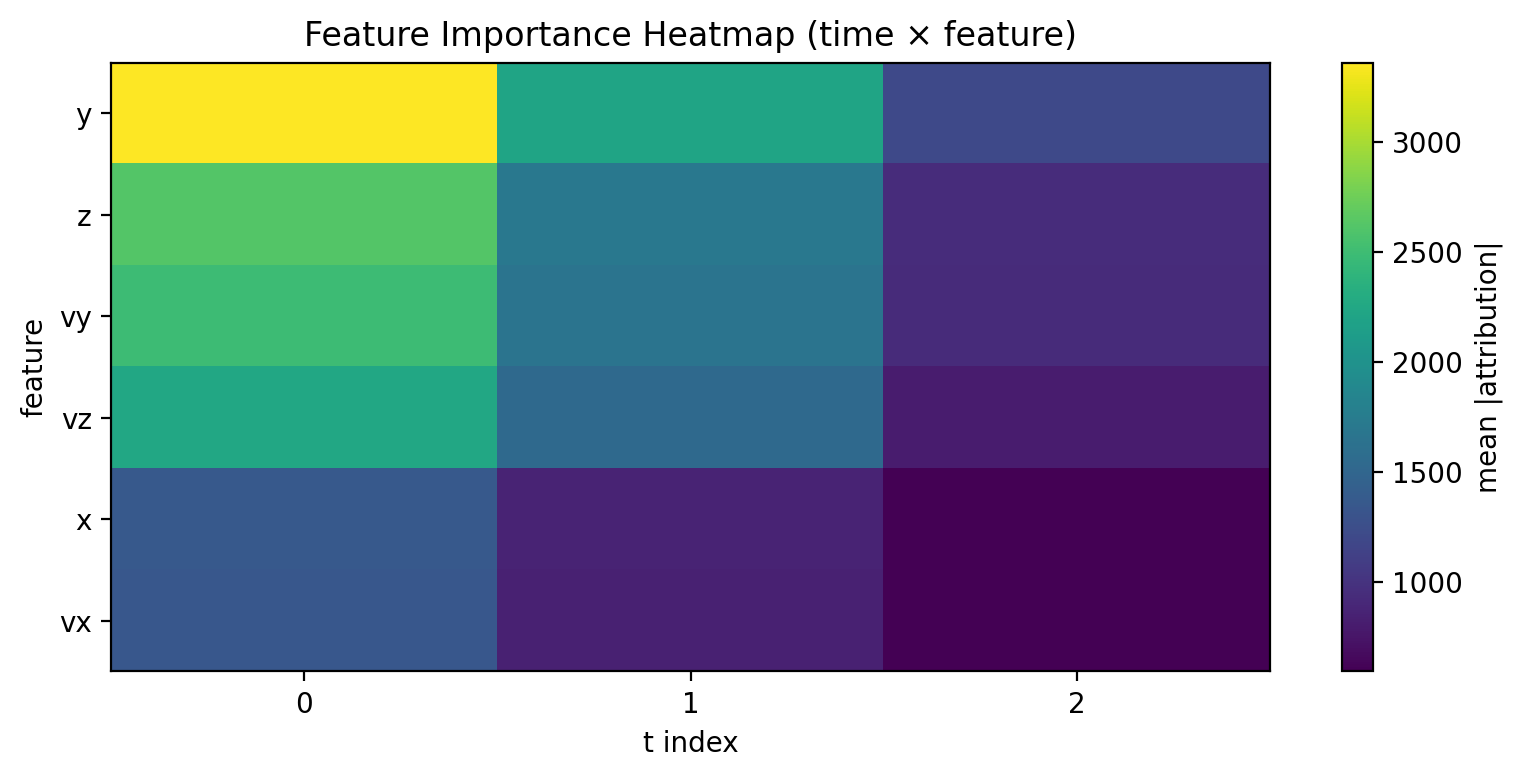 Feature Importance Heatmap (time × feature)
feature
y
z
vy
vz
x
vx
0
1
2
t index
3000
2500
2000
1500
1000
mean |attribution|